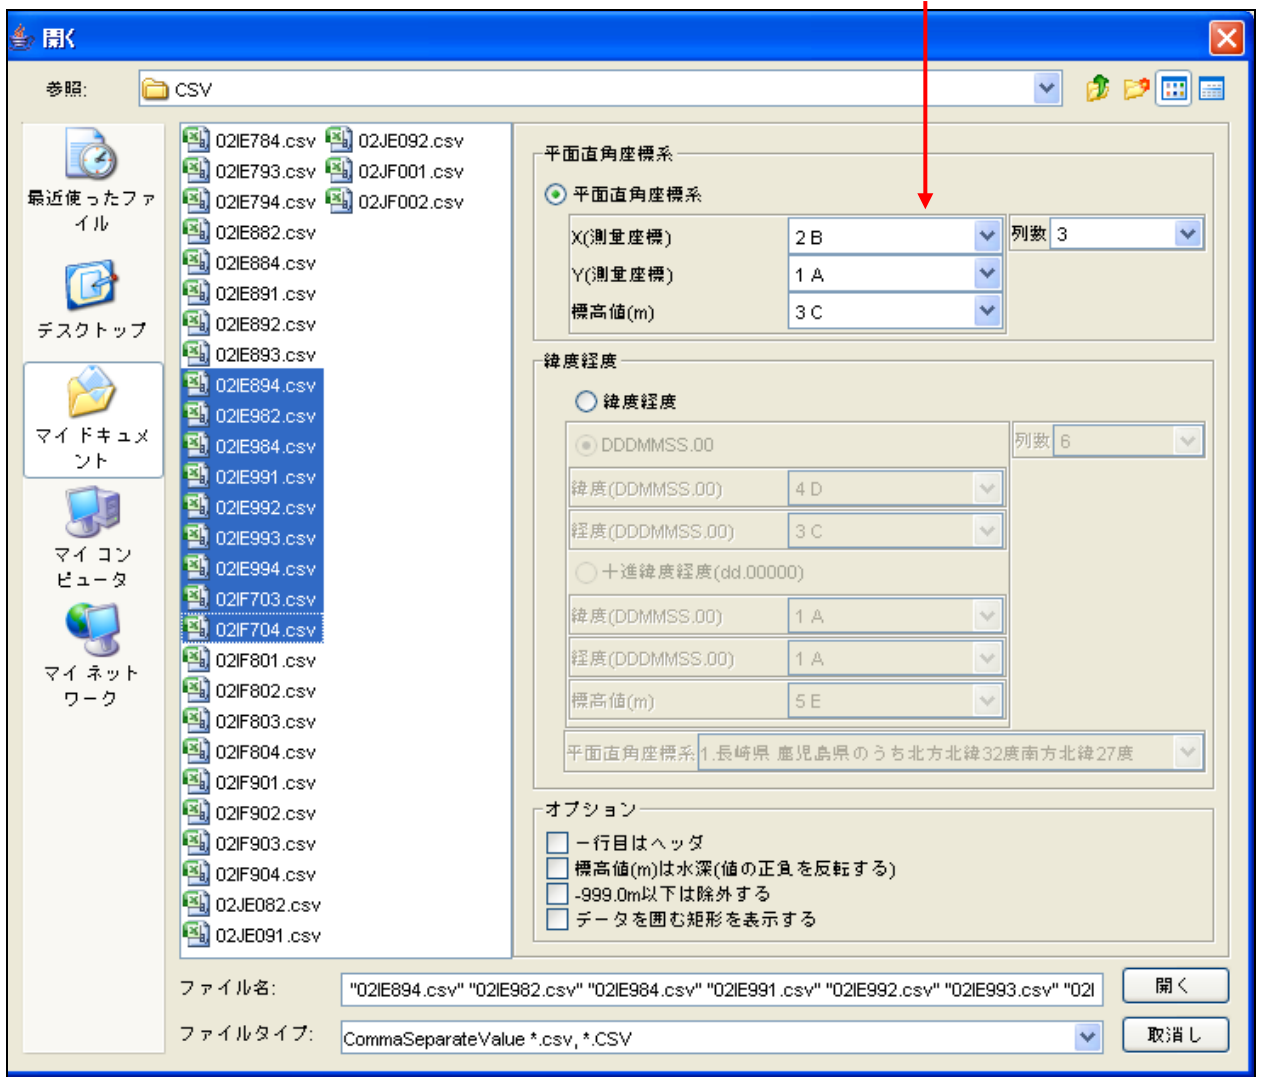 開く
参照:
CSV
最近使ったファ
イル
デスクトップ
マイ ドキュメ
ント
マイ コン
ピュータ
マイ ネット
ワーク
02IE784.csv
02IE793.csv
02IE794.csv
02IE882.csv
02IE884.csv
02IE891.csv
02IE892.csv
02IE893.csv
02IE894.csv
02IE982.csv
02IE984.csv
02IE991.csv
02IE992.csv
02IE993.csv
02IE994.csv
02IF703.csv
02IF704.csv
02IF801.csv
02IF802.csv
02IF803.csv
02IF804.csv
02IF901.csv
02IF902.csv
02IF903.csv
02IF904.csv
02JE082.csv
02JE091.csv
02JE092.csv
02JF001.csv
02JF002.csv
平面直角座標系
平面直角座標系
X(測量座標) 2 B 列数 3
Y(測量座標) 1 A
標高値(m) 3 C
緯度経度
緯度経度
DDDMMSS.00 列数 6
緯度(DDMMSS.00) 4 D
経度(DDDMMSS.00) 3 C
十進緯度経度(dd.00000)
緯度(DDMMSS.00) 1 A
経度(DDDMMSS.00) 1 A
標高値(m) 5 E
平面直角座標系 1.長崎県 鹿児島県のうち北方北緯32度南方北緯27度
オプション
一行目はヘッダ
標高値(m)は水深(値の正負を反転する)
-999.0m以下は除外する
データを囲む矩形を表示する
ファイル名: "02IE894.csv" "02IE982.csv" "02IE984.csv" "02IE991.csv" "02IE992.csv" "02IE993.csv" "02I 開く
ファイルタイプ: CommaSeparateValue *.csv, *.CSV 取消し